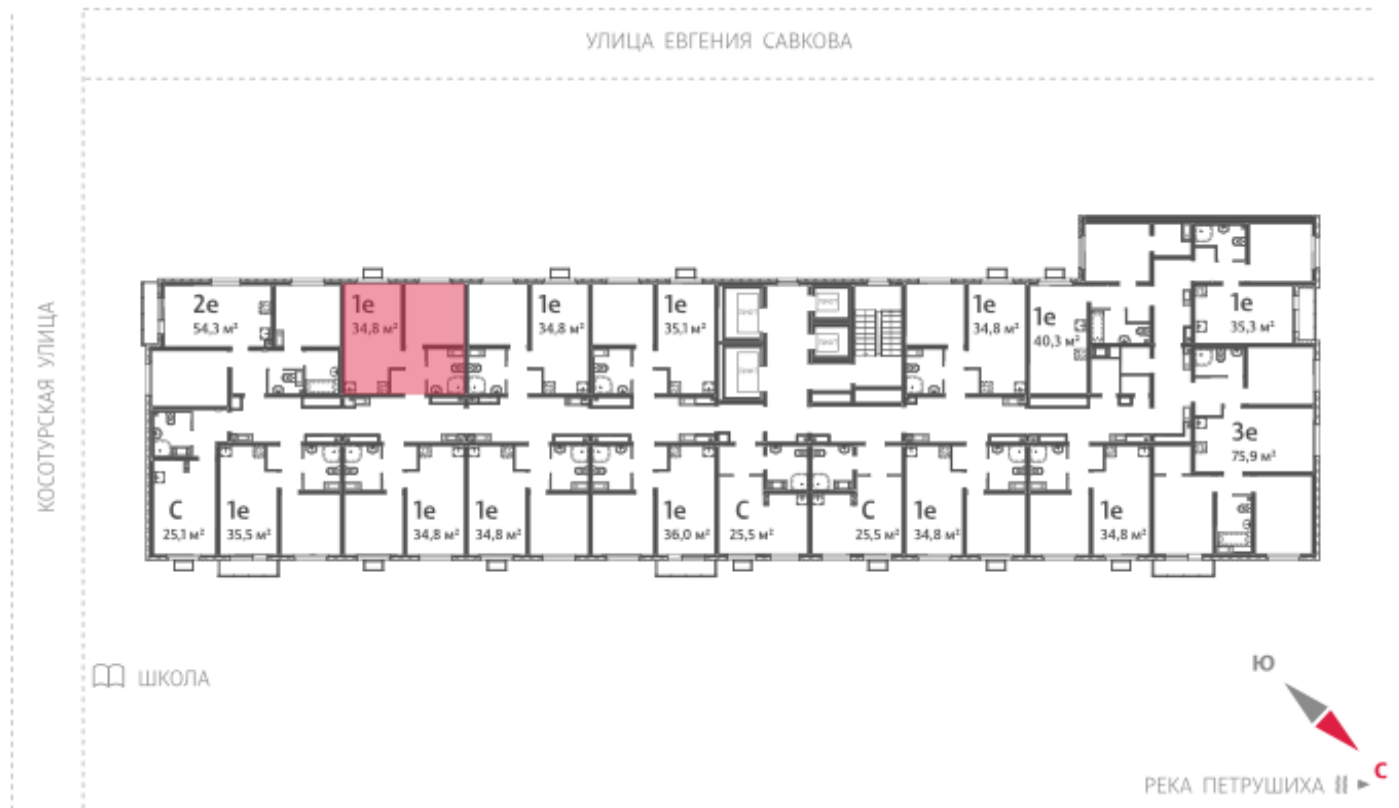 УЛИЦА ЕВГЕНИЯ САВКОВА
КОСОТУРСКАЯ УЛИЦА
2е
54,3 м²
1е
34,8 м²
1е
34,8 м²
1е
35,1 м²
1е
34,8 м²
1е
40,3 м²
1е
35,3 м²
3е
75,9 м²
С
25,1 м²
1е
35,5 м²
1е
34,8 м²
1е
34,8 м²
1е
36,0 м²
С
25,5 м²
С
25,5 м²
1е
34,8 м²
1е
34,8 м²
ШКОЛА
Ю
С
РЕКА ПЕТРУШИХА